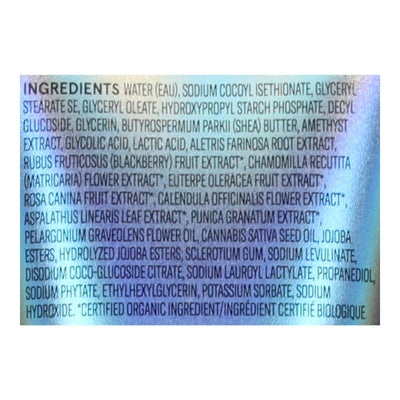 INGREDIENTS WATER (EAU), SODIUM COCOYL ISETHIONATE, GLYCERYL
STEARATE SE, GLYCERYL OLEATE, HYDROXYPROPYL STARCH PHOSPHATE, DECYL
GLUCOSIDE, GLYCERIN, BUTYROSPERMUM PARKII (SHEA) BUTTER, AMETHYST
EXTRACT, GLYCOLIC ACID, LACTIC ACID, ALETRIS FARINOSA ROOT EXTRACT,
RUBUS FRUTICOSUS (BLACKBERRY) FRUIT EXTRACT*, CHAMOMILLA RECUTITA
(MATRICARIA) FLOWER EXTRACT*, EUTERPE OLERACEA FRUIT EXTRACT*,
ROSA CANINA FRUIT EXTRACT*, CALENDULA OFFICINALIS FLOWER EXTRACT*,
ASPALATHUS LINEARIS LEAF EXTRACT*, PUNICA GRANATUM EXTRACT*,
PELARGONIUM GRAVEOLENS FLOWER OIL, CANNABIS SATIVA SEED OIL, JOJOBA
ESTERS, HYDROLYZED JOJOBA ESTERS, SCLEROTIUM GUM, SODIUM LEVULINATE,
DISODIUM COCO-GLUCOSIDE CITRATE, SODIUM LAUROYL LACTYLATE, PROPANEDIOL,
SODIUM PHYTATE, ETHYLHEXYLGLYCERIN, POTASSIUM SORBATE, SODIUM
HYDROXIDE. *CERTIFIED ORGANIC INGREDIENT/INGRÉDIENT CERTIFIÉ BIOLOGIQUE